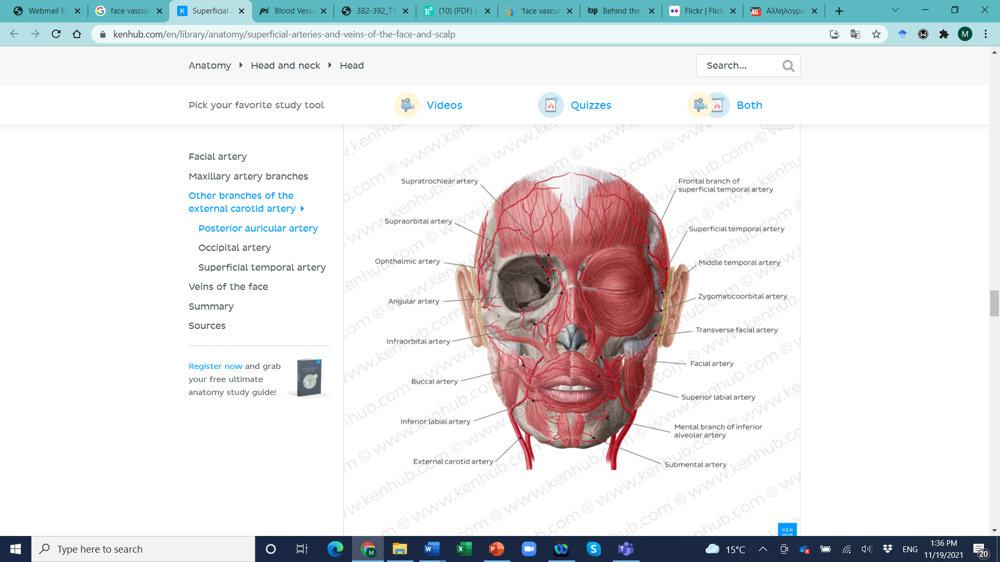 Webmail E.
face vascula
Superficial a
Blood Vesse
382-392_T1
(10) (PDF) L
'face vascul
Behind the
Flickr | Flick
46
Αλληλογρα
kenhub.com/en/library/anatomy/superficial-arteries-and-veins-of-the-face-and-scalp
M
Anatomy Head and neck Head
Search...
Pick your favorite study tool
Videos
Quizzes
Both
Facial artery
Maxillary artery branches
Other branches of the
external carotid artery
Posterior auricular artery
Occipital artery
Superficial temporal artery
Veins of the face
Summary
Sources
Register now and grab
your free ultimate
anatomy study guide!
Supratrochlear artery
Supraorbital artery
Ophthalmic artery
Angular artery
Infraorbital artery
Buccal artery
Inferior labial artery
External carotid artery
Frontal branch of
superficial temporal artery
Superficial temporal artery
Middle temporal artery
Zygomaticoorbital artery
Transverse facial artery
Facial artery
Superior labial artery
Mental branch of inferior
alveolar artery
Submental artery
© www.kenhub.com
KEN
HUB
Type here to search
15°C
ENG
1:36 PM
11/19/2021
20